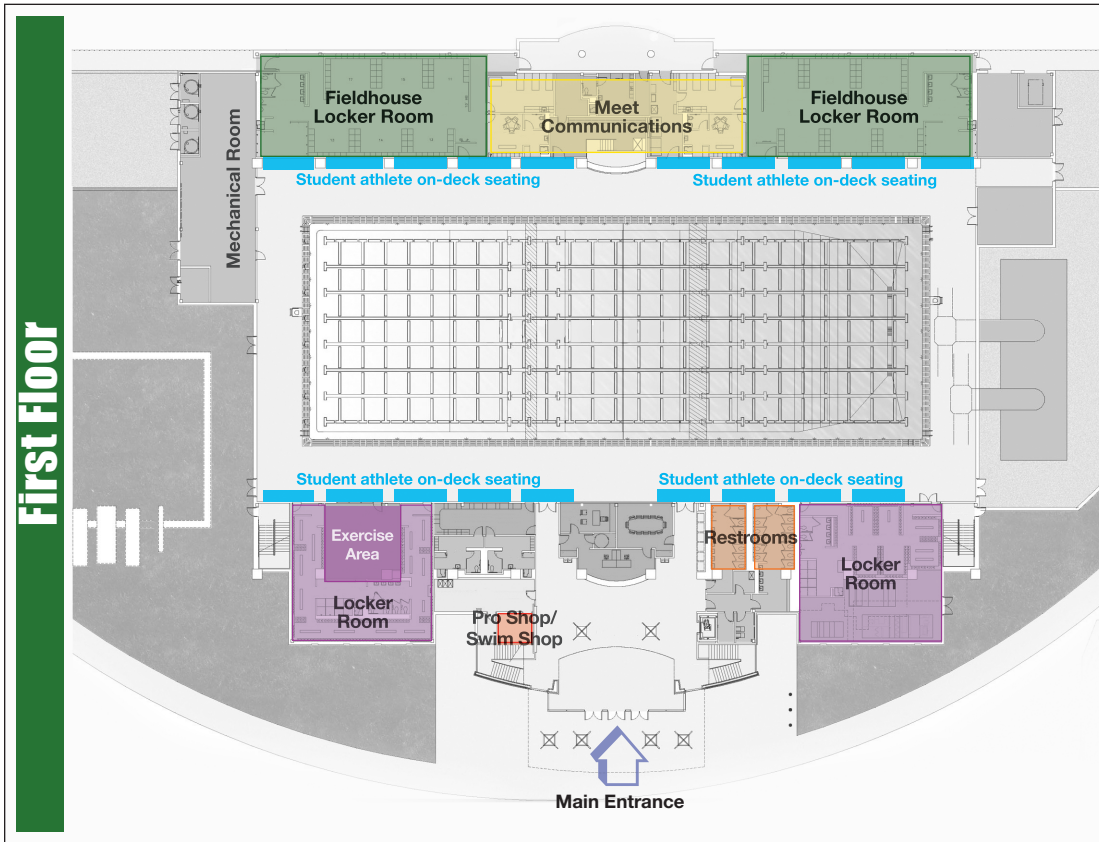 First Floor
Fieldhouse
Locker Room
Meet
Communications
Fieldhouse
Locker Room
Mechanical Room
Student athlete on-deck seating
Student athlete on-deck seating
Student athlete on-deck seating
Student athlete on-deck seating
Exercise
Area
Locker
Room
Pro Shop/
Swim Shop
Restrooms
Locker
Room
Main Entrance